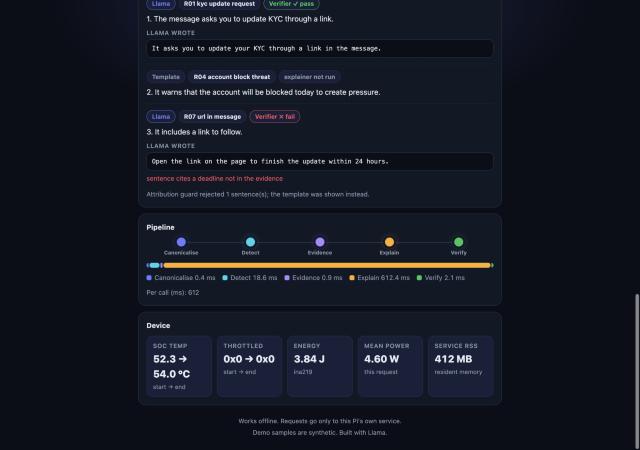 Llama R01 kyc update request Verifier ✓ pass
1. The message asks you to update KYC through a link.
LLAMA WROTE
It asks you to update your KYC through a link in the message.
Template R04 account block threat explainer not run
2. It warns that the account will be blocked today to create pressure.
Llama R07 url in message Verifier × fail
3. It includes a link to follow.
LLAMA WROTE
Open the link on the page to finish the update within 24 hours.
sentence cites a deadline not in the evidence
Attribution guard rejected 1 sentence(s); the template was shown instead.
Pipeline
Canonicalise Detect Evidence Explain Verify
Canonicalise 0.4 ms Detect 18.6 ms Evidence 0.9 ms Explain 612.4 ms Verify 2.1 ms
Per call (ms): 612
Device
SOC TEMP
52.3 →
54.0 °C
start → end
THROTTLED
0x0 → 0x0
start → end
ENERGY
3.84 J
ina219
MEAN POWER
4.60 W
this request
SERVICE RSS
412 MB
resident memory
Works offline. Requests go only to this PI's own service.
Demo samples are synthetic. Built with Llama.